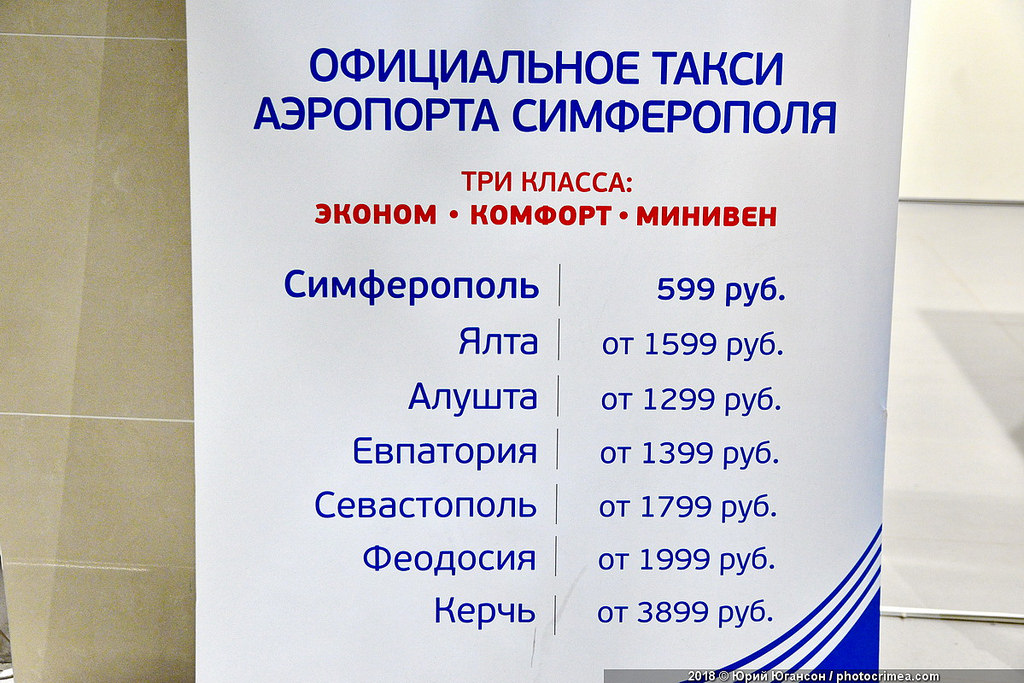 ОФИЦИАЛЬНОЕ ТАКСИ
АЭРОПОРТА СИМФЕРОПОЛЯ
ТРИ КЛАССА:
ЭКОНОМ • КОМФОРТ • МИНИВЕН
Симферополь 599 руб.
Ялта от 1599 руб.
Алушта от 1299 руб.
Евпатория от 1399 руб.
Севастополь от 1799 руб.
Феодосия от 1999 руб.
Керчь от 3899 руб.
2018 © Юрий Югансон / photocrimea.com